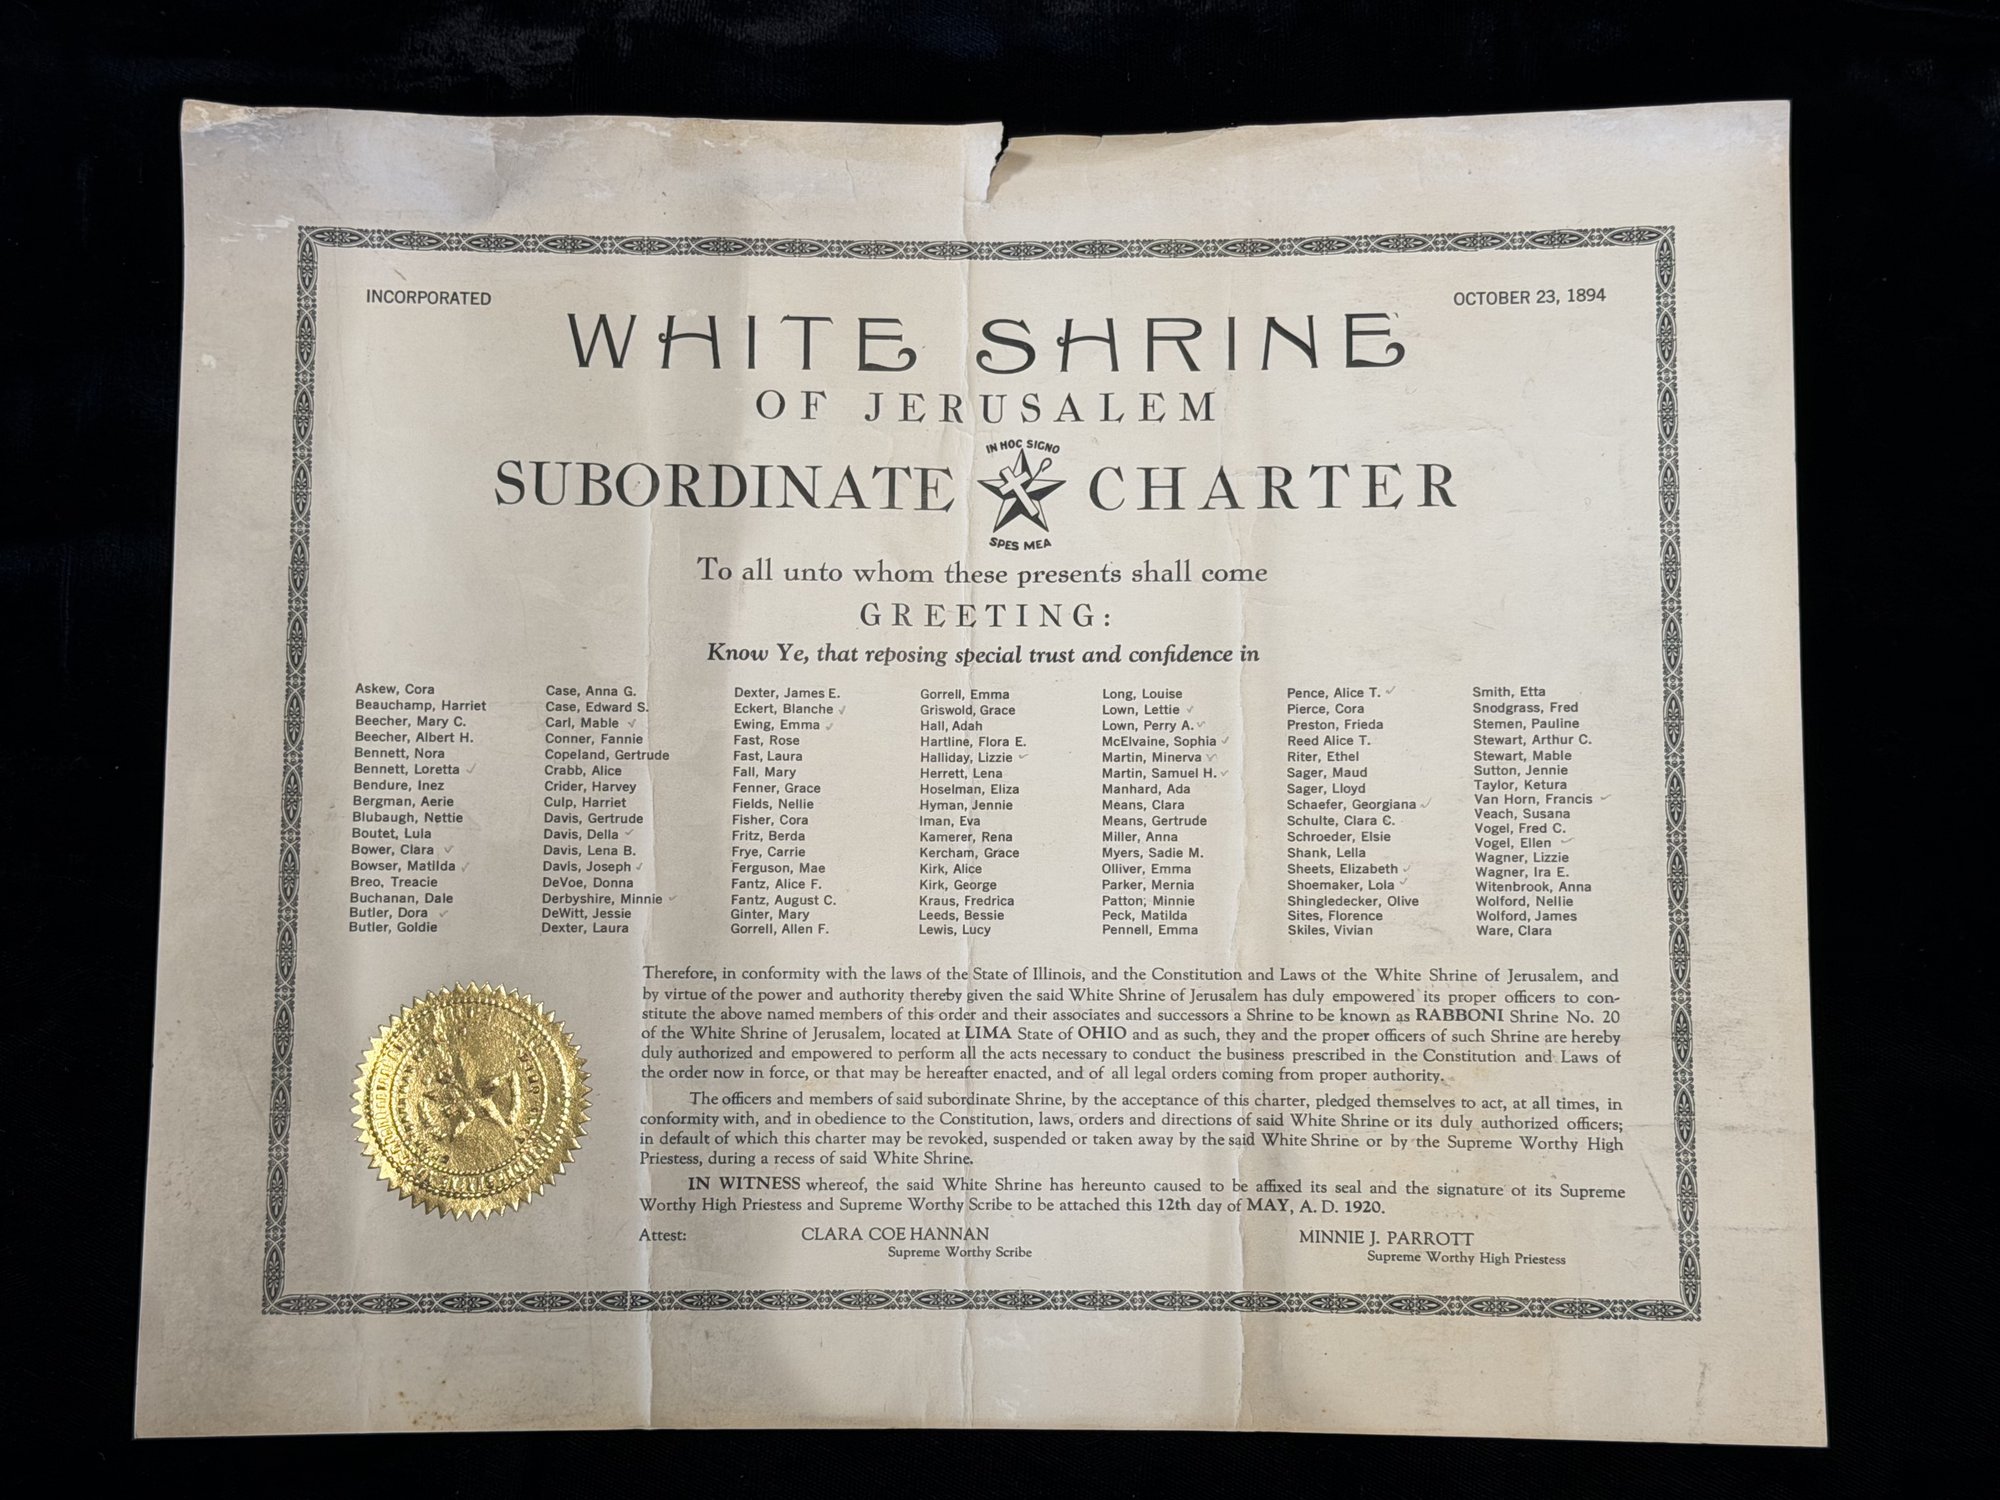 INCORPORATED
OCTOBER 23, 1894
WHITE SHRINE
OF JERUSALEM
IN HOC SIGNO
SUBORDINATE CHARTER
SPES MEA
To all unto whom these presents shall come
GREETING:
Know Ye, that reposing special trust and confidence in
Askew, Cora
Beauchamp, Harriet
Beecher, Mary C.
Beecher, Albert H.
Bennett, Nora
Bennett, Loretta ✓
Bendure, Inez
Bergman, Aerie
Blubaugh, Nettie
Boutet, Lula
Bower, Clara ✓
Bowser, Matilda ✓
Breo, Treacie
Buchanan, Dale
Butler, Dora ✓
Butler, Goldie
Case, Anna G.
Case, Edward S.
Carl, Mable ✓
Conner, Fannie
Copeland, Gertrude
Crabb, Alice
Crider, Harvey
Culp, Harriet
Davis, Gertrude
Davis, Della ✓
Davis, Lena B.
Davis, Joseph ✓
DeVoe, Donna
Derbyshire, Minnie ✓
DeWitt, Jessie
Dexter, Laura
Dexter, James E.
Eckert, Blanche ✓
Ewing, Emma ✓
Fast, Rose
Fast, Laura
Fall, Mary
Fenner, Grace
Fields, Nellie
Fisher, Cora
Fritz, Berda
Frye, Carrie
Ferguson, Mae
Fantz, Alice F.
Fantz, August C.
Ginter, Mary
Gorrell, Allen F.
Gorrell, Emma
Griswold, Grace
Hall, Adah
Hartline, Flora E.
Halliday, Lizzie ✓
Herrett, Lena
Hoselman, Eliza
Hyman, Jennie
Iman, Eva
Kamerer, Rena
Kercham, Grace
Kirk, Alice
Kirk, George
Kraus, Fredrica
Leeds, Bessie
Lewis, Lucy
Long, Louise
Lown, Lettie ✓
Lown, Perry A. ✓
McElvaine, Sophia ✓
Martin, Minerva ✓
Martin, Samuel H. ✓
Manhard, Ada
Means, Clara
Means, Gertrude
Miller, Anna
Myers, Sadie M.
Olliver, Emma
Parker, Mernia
Patton, Minnie
Peck, Matilda
Pennell, Emma
Pence, Alice T. ✓
Pierce, Cora
Preston, Frieda
Reed Alice T.
Riter, Ethel
Sager, Maud
Sager, Lloyd
Schaefer, Georgiana ✓
Schulte, Clara C.
Schroeder, Elsie
Shank, Lella
Sheets, Elizabeth ✓
Shoemaker, Lola ✓
Shingledecker, Olive
Sites, Florence
Skiles, Vivian
Smith, Etta
Snodgrass, Fred
Stemen, Pauline
Stewart, Arthur C.
Stewart, Mable
Sutton, Jennie
Taylor, Ketura
Van Horn, Francis ✓
Veach, Susana
Vogel, Fred C.
Vogel, Ellen ✓
Wagner, Lizzie
Wagner, Ira E.
Witenbrook, Anna
Wolford, Nellie
Wolford, James
Ware, Clara
Therefore, in conformity with the laws of the State of Illinois, and the Constitution and Laws of the White Shrine of Jerusalem, and
by virtue of the power and authority thereby given the said White Shrine of Jerusalem has duly empowered its proper officers to con-
stitute the above named members of this order and their associates and successors a Shrine to be known as RABBONI Shrine No. 20
of the White Shrine of Jerusalem, located at LIMA State of OHIO and as such, they and the proper officers of such Shrine are hereby
duly authorized and empowered to perform all the acts necessary to conduct the business prescribed in the Constitution and Laws of
the order now in force, or that may be hereafter enacted, and of all legal orders coming from proper authority.
The officers and members of said subordinate Shrine, by the acceptance of this charter, pledged themselves to act, at all times, in
conformity with, and in obedience to the Constitution, laws, orders and directions of said White Shrine or its duly authorized officers;
in default of which this charter may be revoked, suspended or taken away by the said White Shrine or by the Supreme Worthy High
Priestess, during a recess of said White Shrine.
IN WITNESS whereof, the said White Shrine has hereunto caused to be affixed its seal and the signature of its Supreme
Worthy High Priestess and Supreme Worthy Scribe to be attached this 12th day of MAY, A. D. 1920.
Attest: CLARA COE HANNAN
Supreme Worthy Scribe
MINNIE J. PARROTT
Supreme Worthy High Priestess